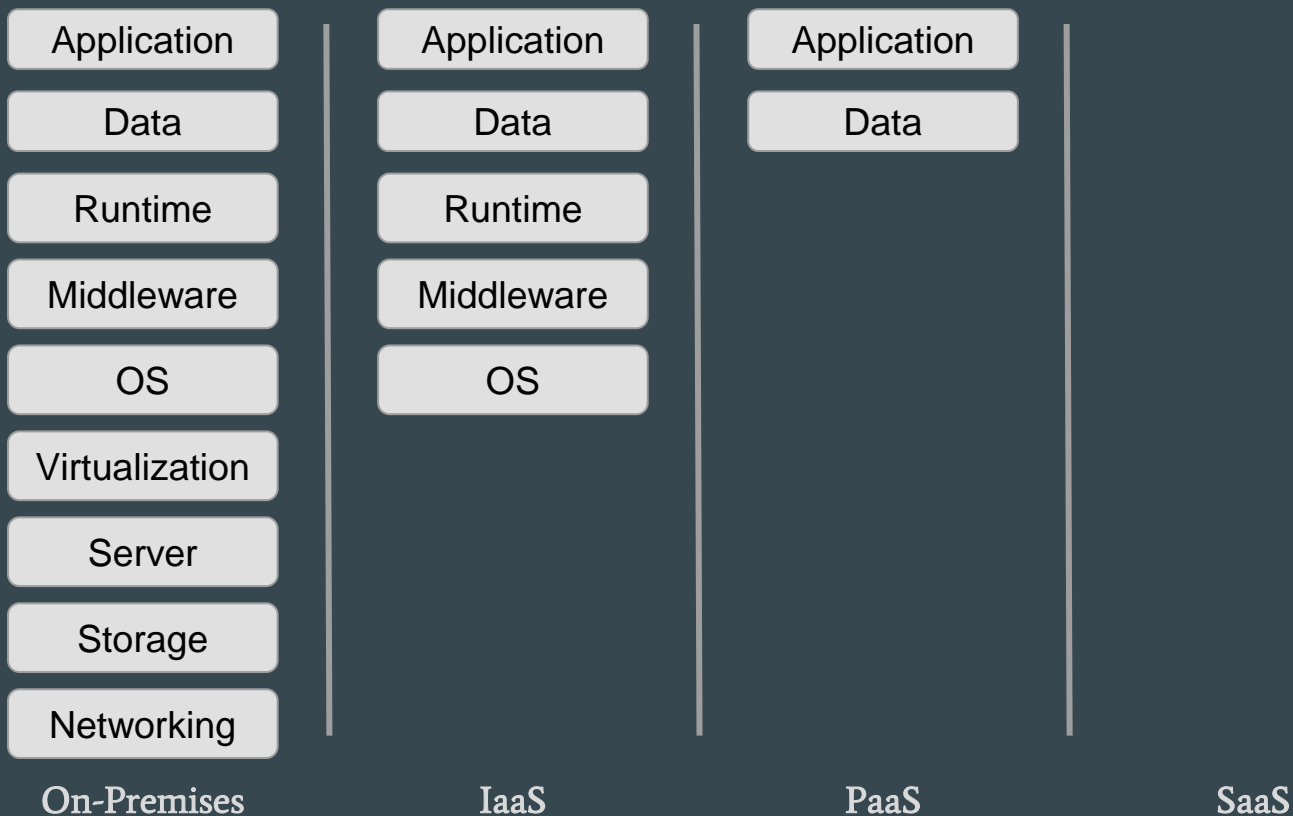 Application
Data
Runtime
Middleware
OS
Virtualization
Server
Storage
Networking
On-Premises
Application
Data
Runtime
Middleware
OS
IaaS
Application
Data
PaaS
SaaS